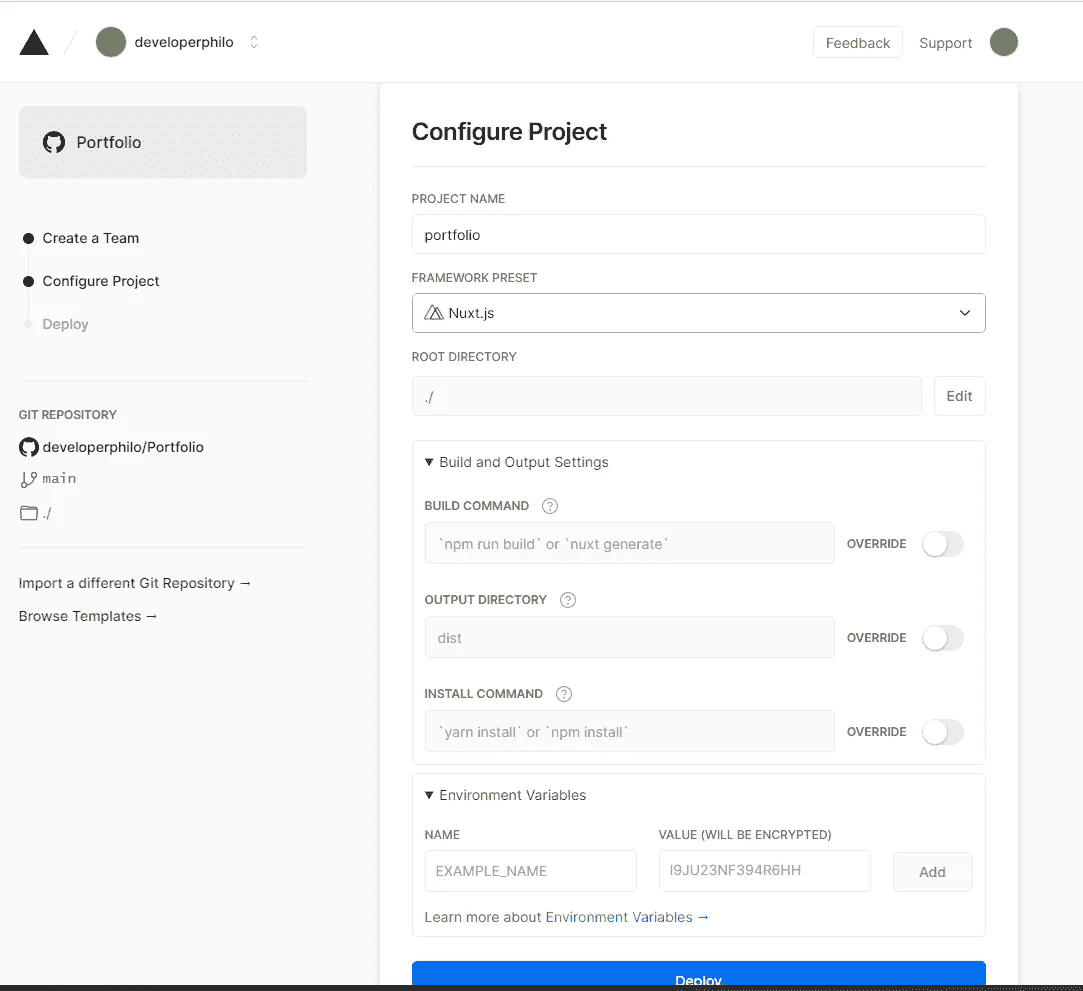 developerphilo
Feedback
Support
Portfolio
Create a Team
Configure Project
Deploy
GIT REPOSITORY
developerphilo/Portfolio
main
./
Import a different Git Repository →
Browse Templates →
Configure Project
PROJECT NAME
portfolio
FRAMEWORK PRESET
Nuxt.js
ROOT DIRECTORY
./
Edit
Build and Output Settings
BUILD COMMAND ?
`npm run build` or `nuxt generate`
OVERRIDE
OUTPUT DIRECTORY ?
dist
OVERRIDE
INSTALL COMMAND ?
`yarn install` or `npm install`
OVERRIDE
Environment Variables
NAME
VALUE (WILL BE ENCRYPTED)
EXAMPLE_NAME
I9JU23NF394R6HH
Add
Learn more about Environment Variables →
Deploy